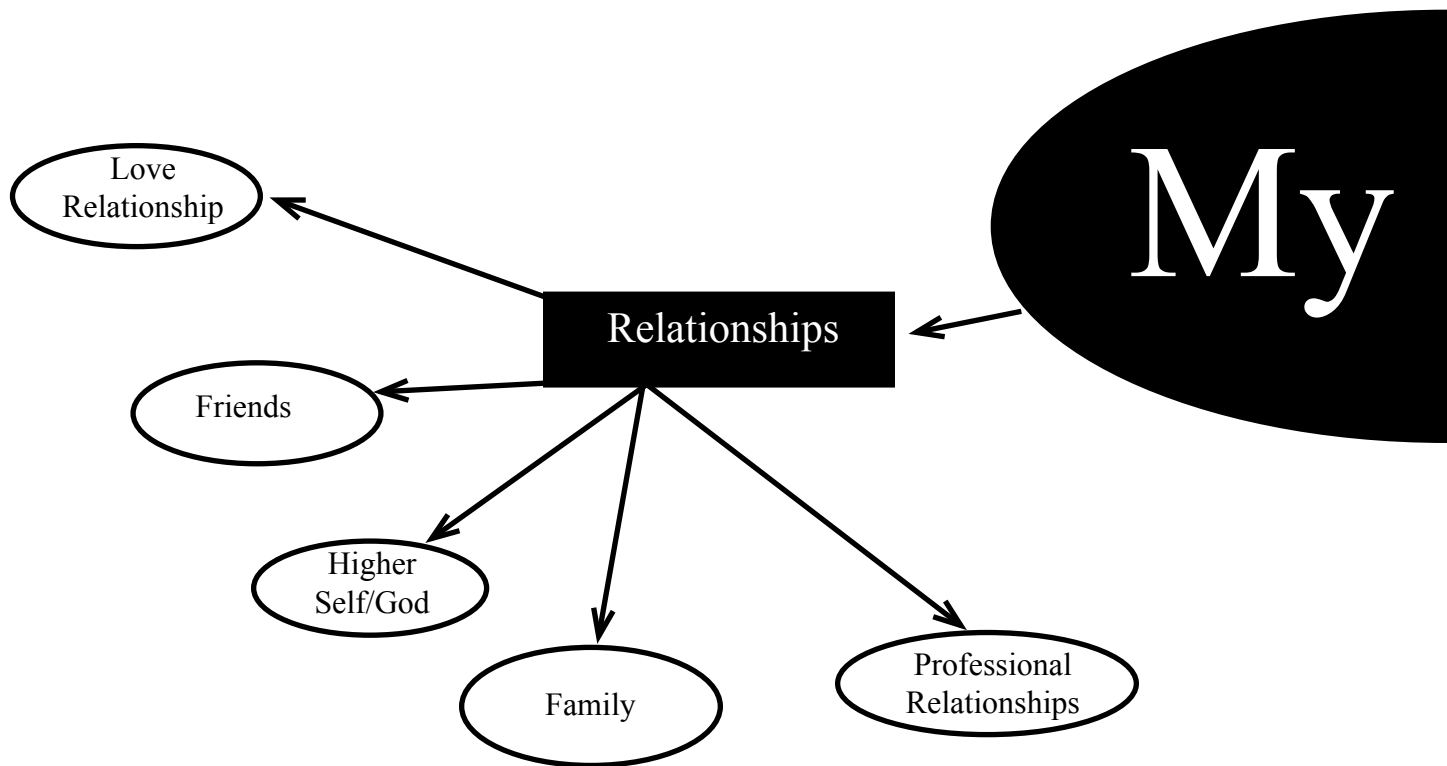 My
Relationships
Love
Relationship
Friends
Higher
Self/God
Family
Professional
Relationships